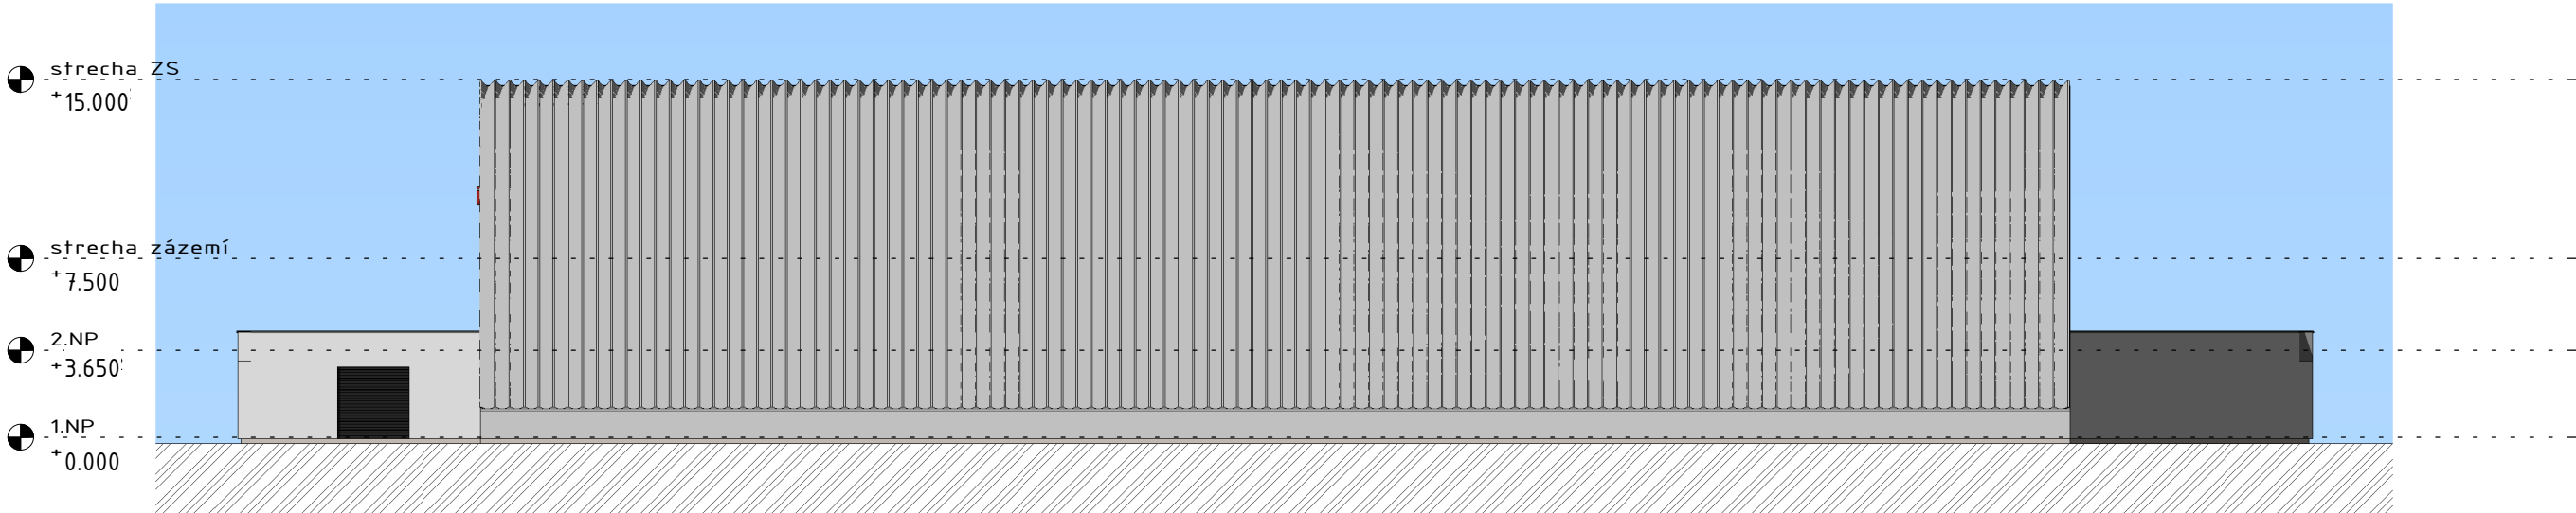 strecha ZS
+15.000
strecha zázemí
+7.500
2.NP
+3.650
1.NP
+0.000